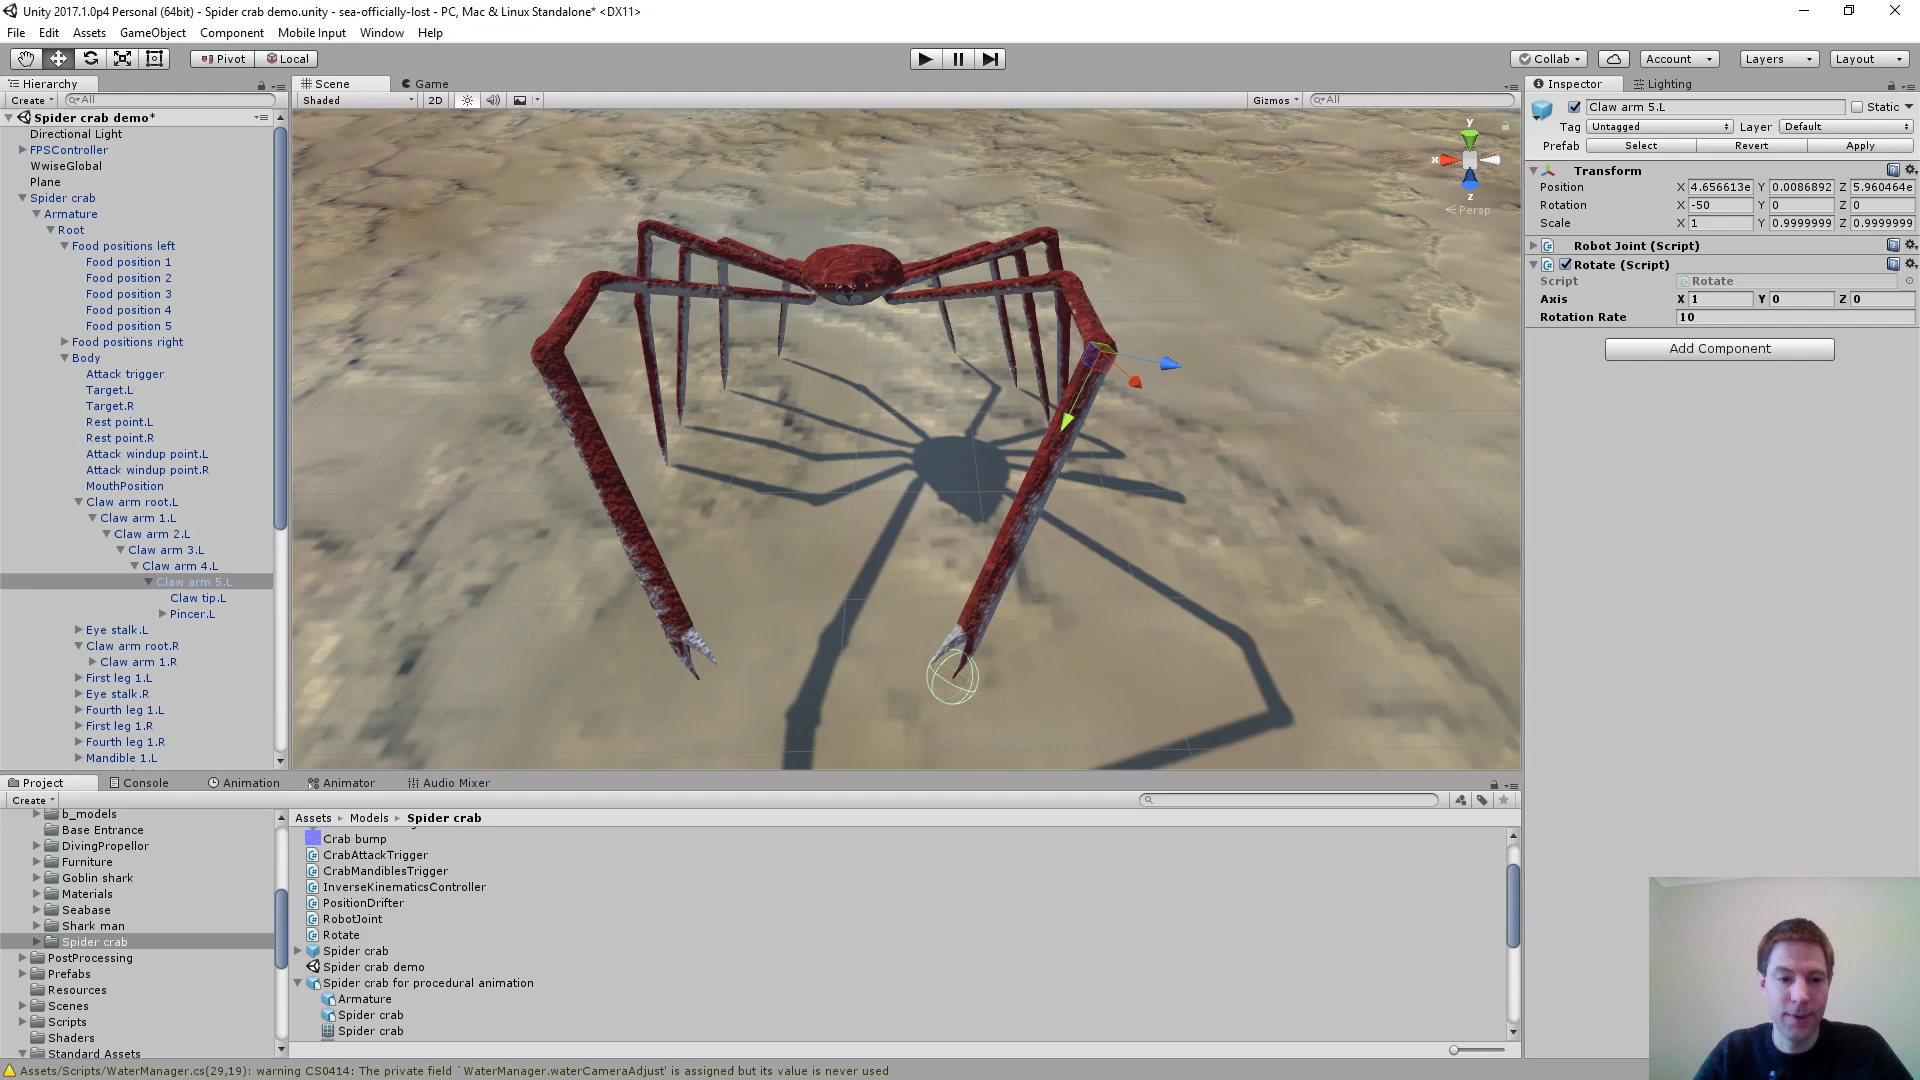 Unity 2017.1.0p4 Personal (64bit) - Spider crab demo.unity - sea-officially-lost - PC, Mac & Linux Standalone* <DX11>
File Edit Assets GameObject Component Mobile Input Window Help
Pivot Local Collab Account Layers Layout
Hierarchy
Create All
Spider crab demo*
Directional Light
FPSController
WwiseGlobal
Plane
Spider crab
Armature
Root
Food positions left
Food position 1
Food position 2
Food position 3
Food position 4
Food position 5
Food positions right
Body
Attack trigger
Target.L
Target.R
Rest point.L
Rest point.R
Attack windup point.L
Attack windup point.R
MouthPosition
Claw arm root.L
Claw arm 1.L
Claw arm 2.L
Claw arm 3.L
Claw arm 4.L
Claw arm 5.L
Claw tip.L
Pincer.L
Eye stalk.L
Claw arm root.R
Claw arm 1.R
First leg 1.L
Eye stalk.R
Fourth leg 1.L
First leg 1.R
Fourth leg 1.R
Mandible 1.L
Scene Game
Shaded 2D Gizmos All
y
x
z
Persp
Inspector Lighting
Claw arm 5.L Static
Tag Untagged Layer Default
Prefab Select Revert Apply
Transform
Position X 4.656613e Y 0.0086892 Z 5.960464e
Rotation X -50 Y 0 Z 0
Scale X 1 Y 0.9999999 Z 0.9999999
Robot Joint (Script)
Rotate (Script)
Script Rotate
Axis X 1 Y 0 Z 0
Rotation Rate 10
Add Component
Project Console Animation Animator Audio Mixer
Create
b_models
Base Entrance
DivingPropellor
Furniture
Goblin shark
Materials
Seabase
Shark man
Spider crab
PostProcessing
Prefabs
Resources
Scenes
Scripts
Shaders
Standard Assets
Assets Models Spider crab
Crab bump
CrabAttackTrigger
CrabMandiblesTrigger
InverseKinematicsController
PositionDrifter
RobotJoint
Rotate
Spider crab
Spider crab demo
Spider crab for procedural animation
Armature
Spider crab
Spider crab
Assets/Scripts/WaterManager.cs(29,19): warning CS0414: The private field `WaterManager.waterCameraAdjust' is assigned but its value is never used